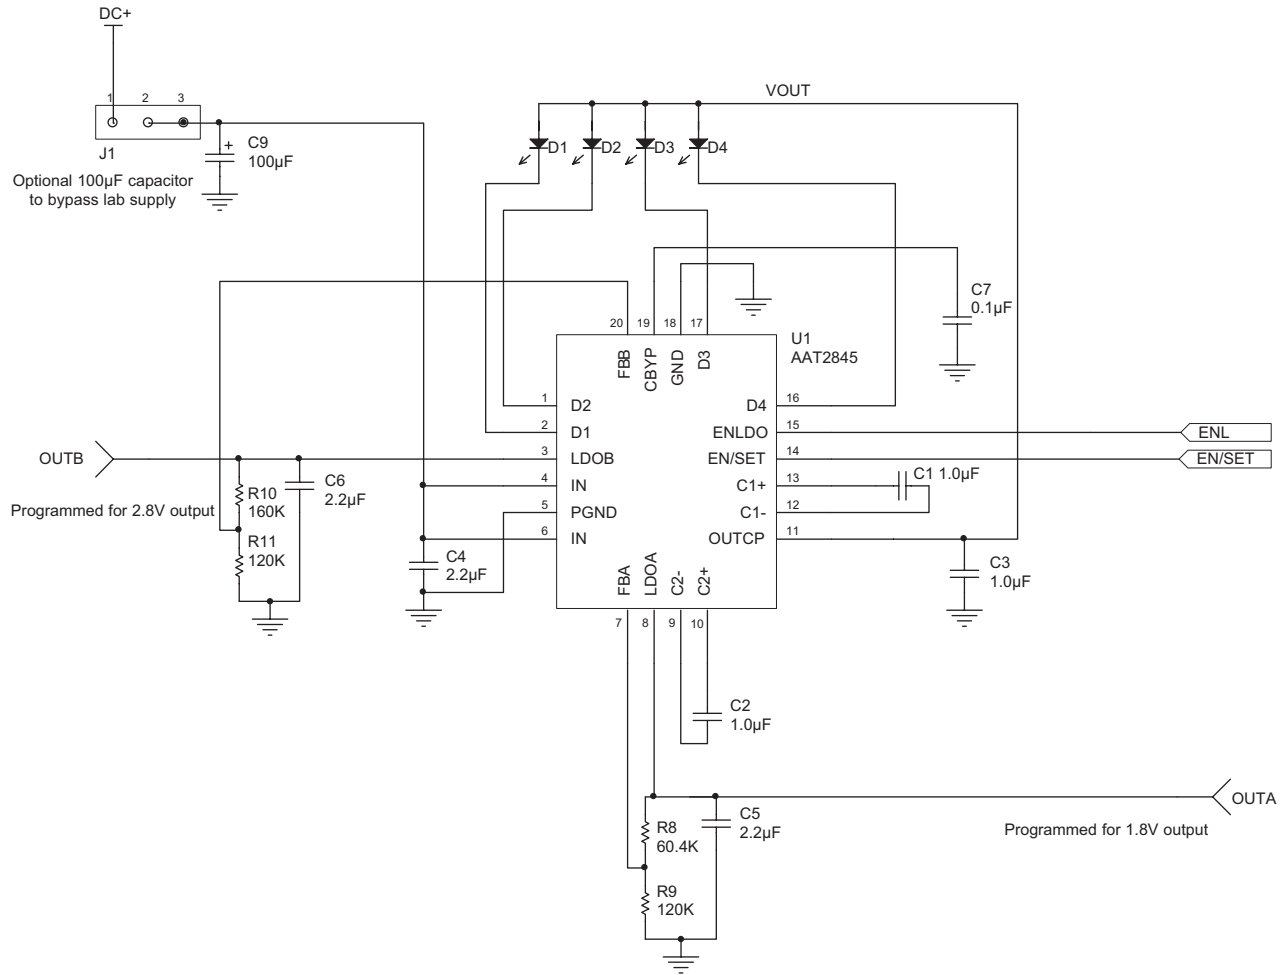 DC+
1 2 3
J1
C9
+
100µF
Optional 100µF capacitor
to bypass lab supply
VOUT
D1
D2
D3
D4
C7
0.1µF
U1
AAT2845
20
19
18
17
FBB
CBYP
GND
D3
1
D2
2
D1
3
LDOB
4
IN
5
PGND
6
IN
16
D4
15
ENLDO
14
EN/SET
13
C1+
12
C1-
11
OUTCP
FBA
LDOA
C2-
C2+
7
8
9
10
ENL
EN/SET
C1 1.0µF
OUTB
Programmed for 2.8V output
R10
160K
R11
120K
C6
2.2µF
C4
2.2µF
C3
1.0µF
C2
1.0µF
R8
60.4K
R9
120K
C5
2.2µF
OUTA
Programmed for 1.8V output